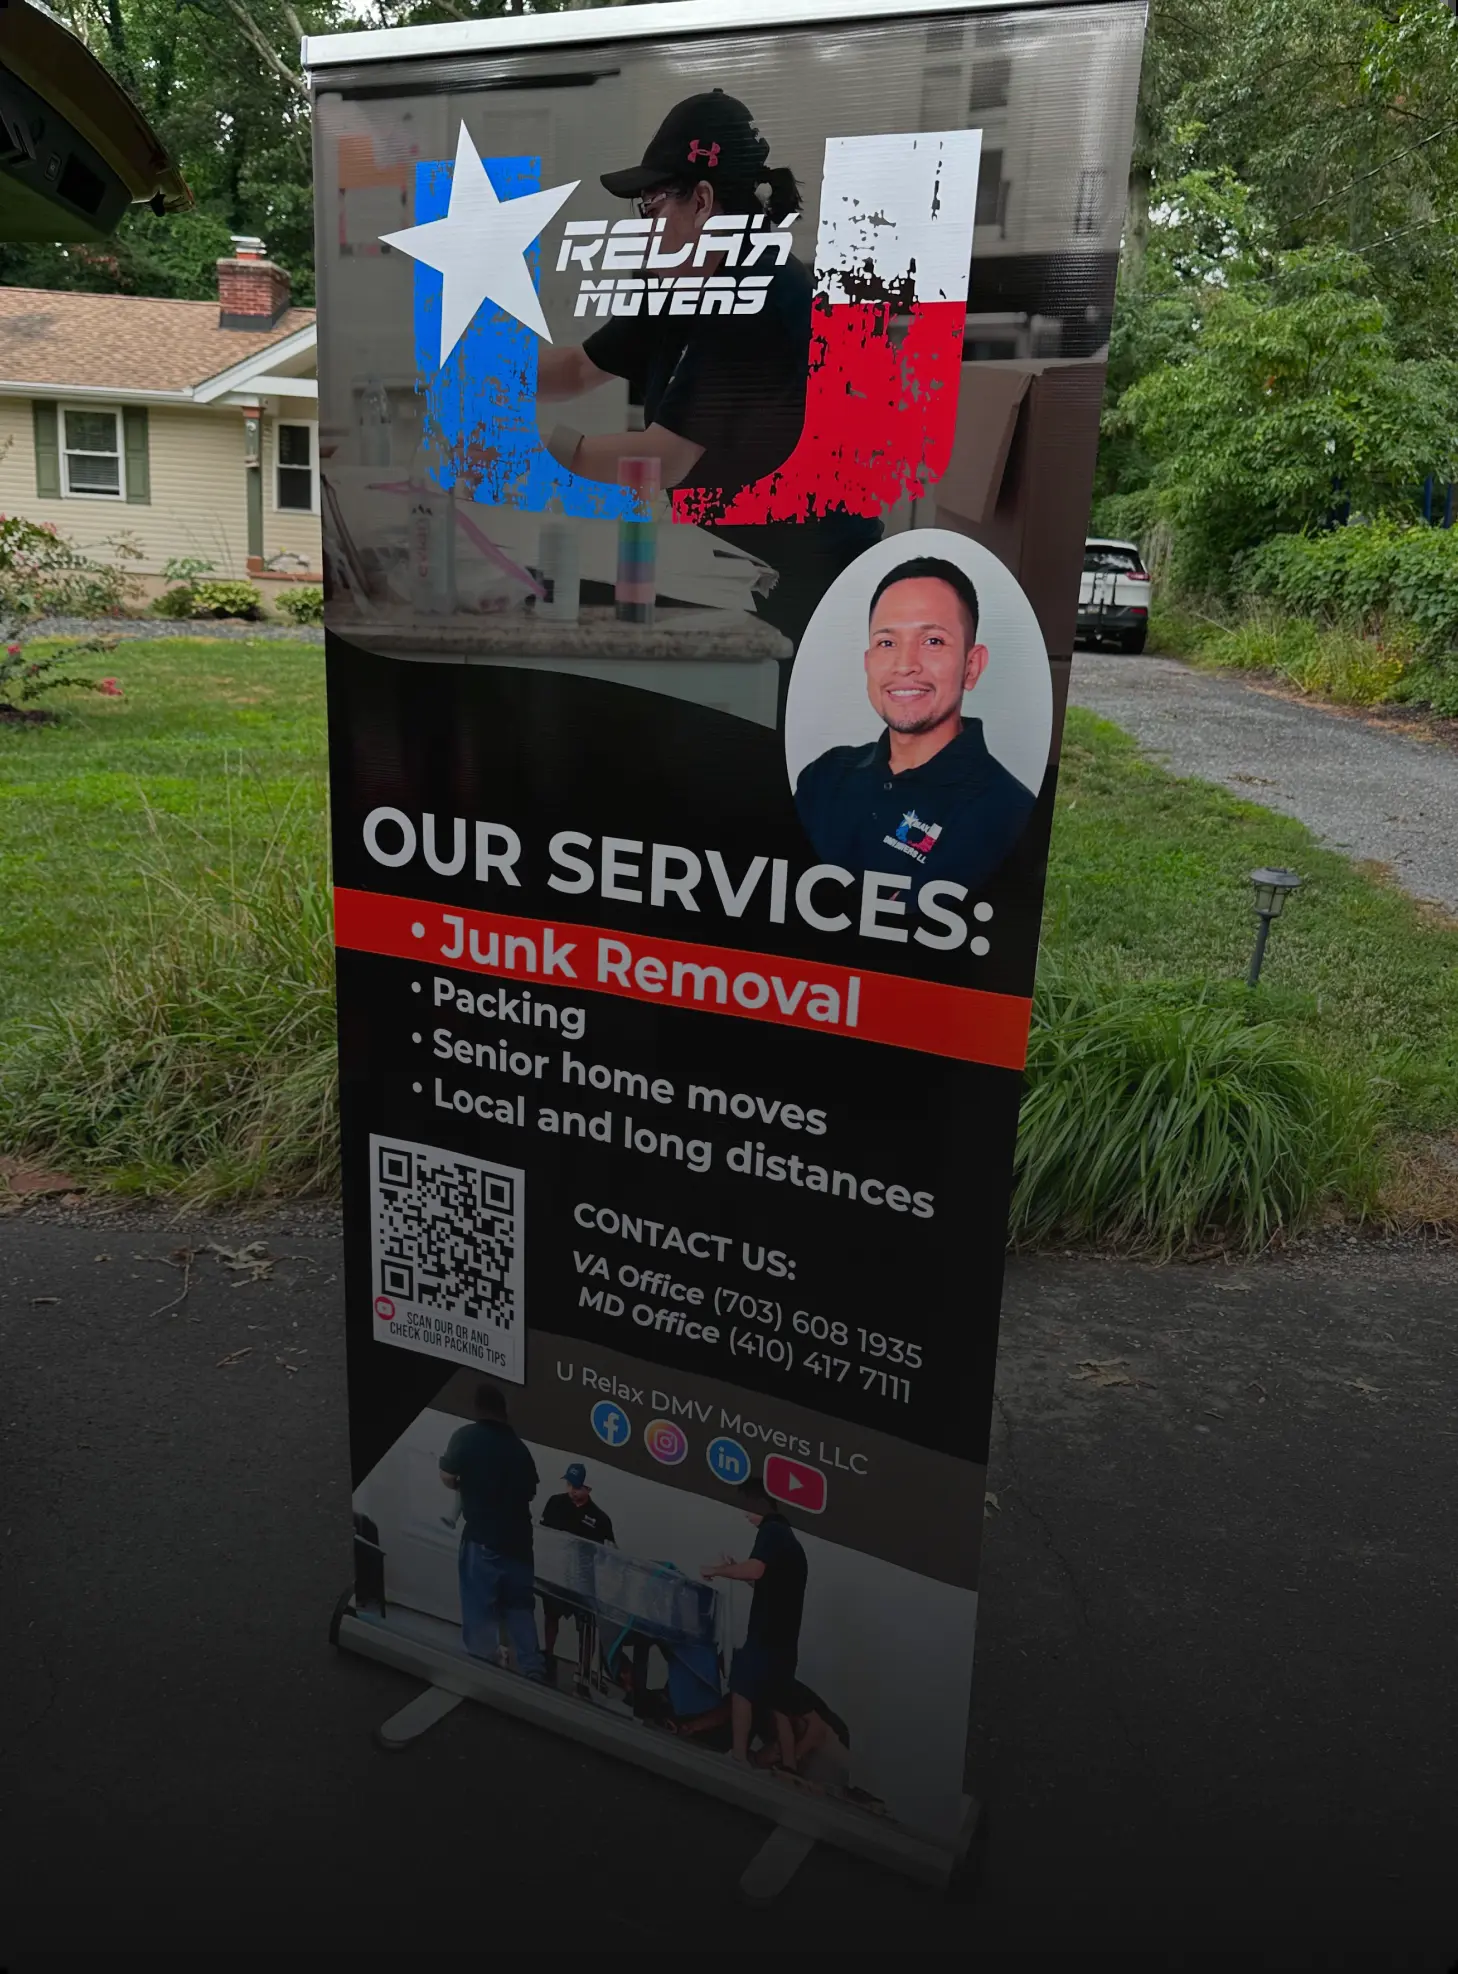 RELAX
MOVERS
OUR SERVICES:
• Junk Removal
• Packing
• Senior home moves
• Local and long distances
SCAN OUR QR AND
CHECK OUR PACKING TIPS
CONTACT US:
VA Office (703) 608 1935
MD Office (410) 417 7111
U Relax DMV Movers LLC